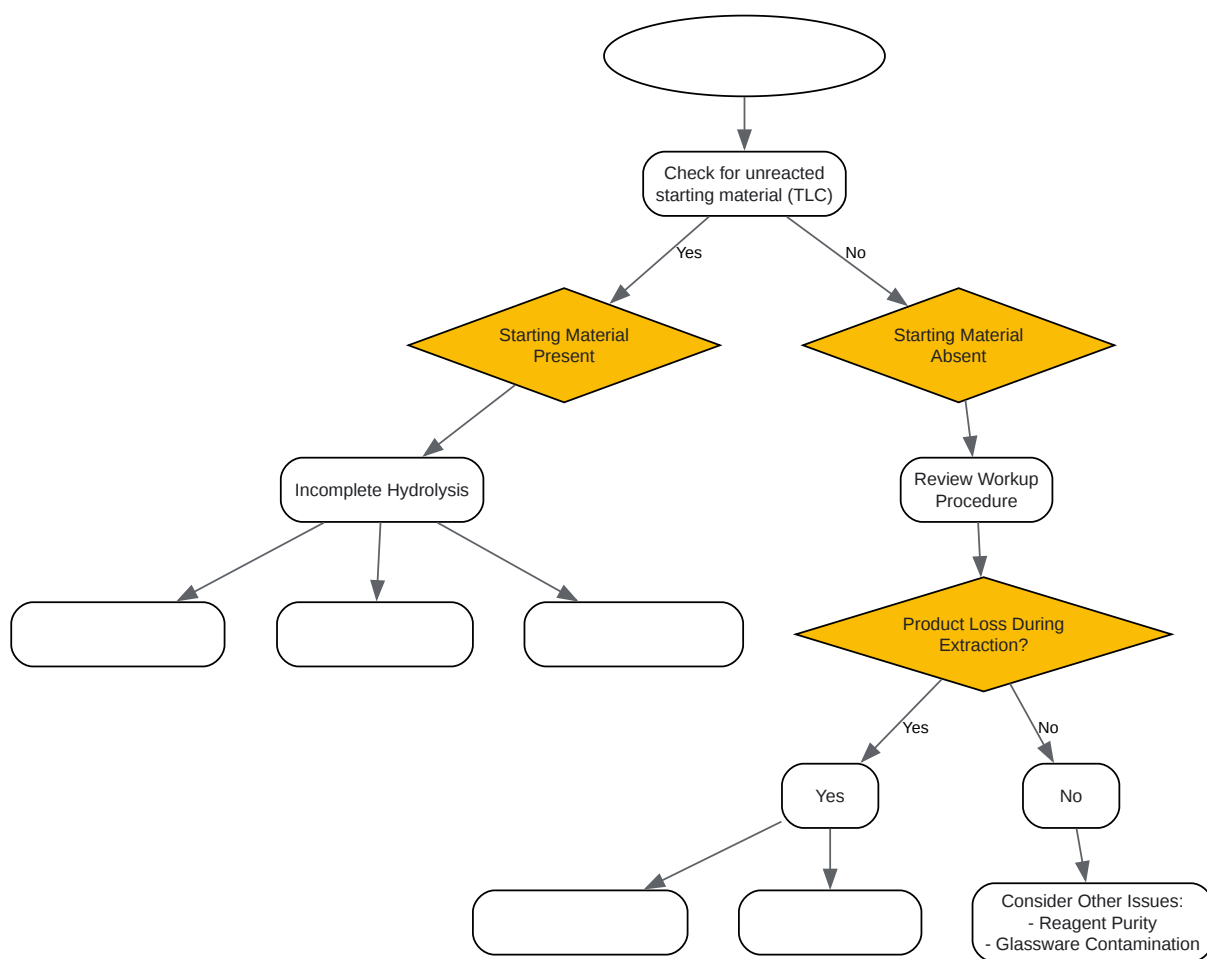 Check for unreacted
starting material (TLC)
Yes
No
Starting Material
Present
Starting Material
Absent
Incomplete Hydrolysis
Review Workup
Procedure
Product Loss During
Extraction?
Yes
No
Yes
No
Consider Other Issues:
- Reagent Purity
- Glassware Contamination